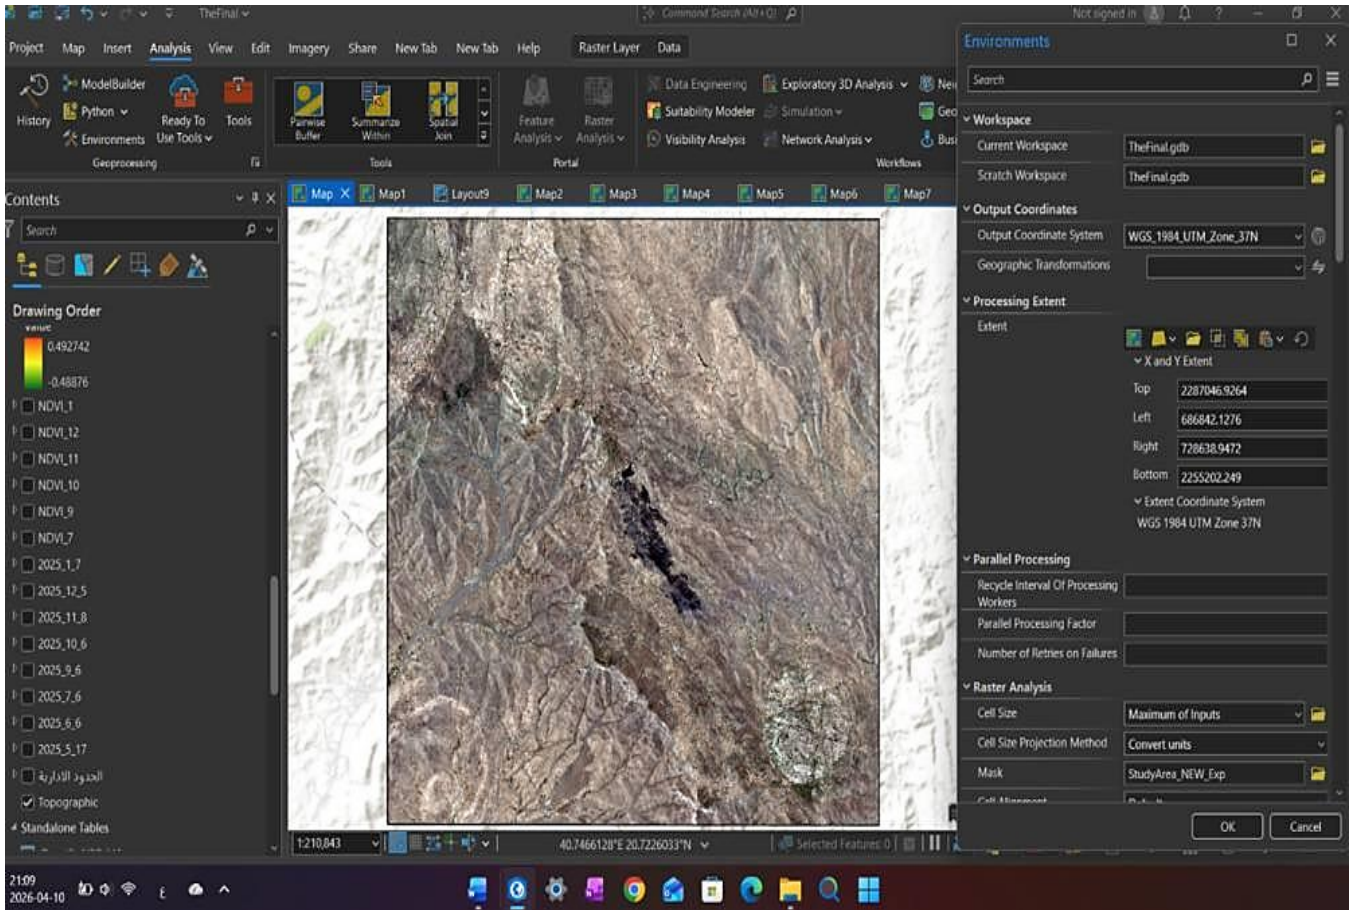 TheFinal
Command Search (Alt+Q)
Not signed in
?
Project Map Insert Analysis View Edit Imagery Share New Tab New Tab Help Raster Layer Data
History
ModelBuilder
Python
Environments
Ready To Use Tools
Tools
Geoprocessing
Pairwise Buffer
Summarize Within
Spatial Join
Tools
Feature Analysis
Raster Analysis
Portal
Data Engineering
Suitability Modeler
Visibility Analysis
Exploratory 3D Analysis
Simulation
Network Analysis
Workflows
Contents
Search
Drawing Order
Value
0.492742
-0.48876
NDVI_1
NDVI_12
NDVI_11
NDVI_10
NDVI_9
NDVI_7
2025_1_7
2025_12_5
2025_11_8
2025_10_6
2025_9_6
2025_7_6
2025_6_6
2025_5_17
الحدود الادارية
Topographic
Standalone Tables
Map Map1 Layout9 Map2 Map3 Map4 Map5 Map6 Map7
1:210,843
40.7466128°E 20.7226033°N
Selected Features: 0
Environments
Search
Workspace
Current Workspace TheFinal.gdb
Scratch Workspace TheFinal.gdb
Output Coordinates
Output Coordinate System WGS_1984_UTM_Zone_37N
Geographic Transformations
Processing Extent
Extent
X and Y Extent
Top 2287046.9264
Left 686842.1276
Right 728638.9472
Bottom 2255202.249
Extent Coordinate System
WGS 1984 UTM Zone 37N
Parallel Processing
Recycle Interval Of Processing Workers
Parallel Processing Factor
Number of Retries on Failures
Raster Analysis
Cell Size Maximum of Inputs
Cell Size Projection Method Convert units
Mask StudyArea_NEW_Exp
Cell Alignment Default
OK Cancel
21:09
2026-04-10
ع